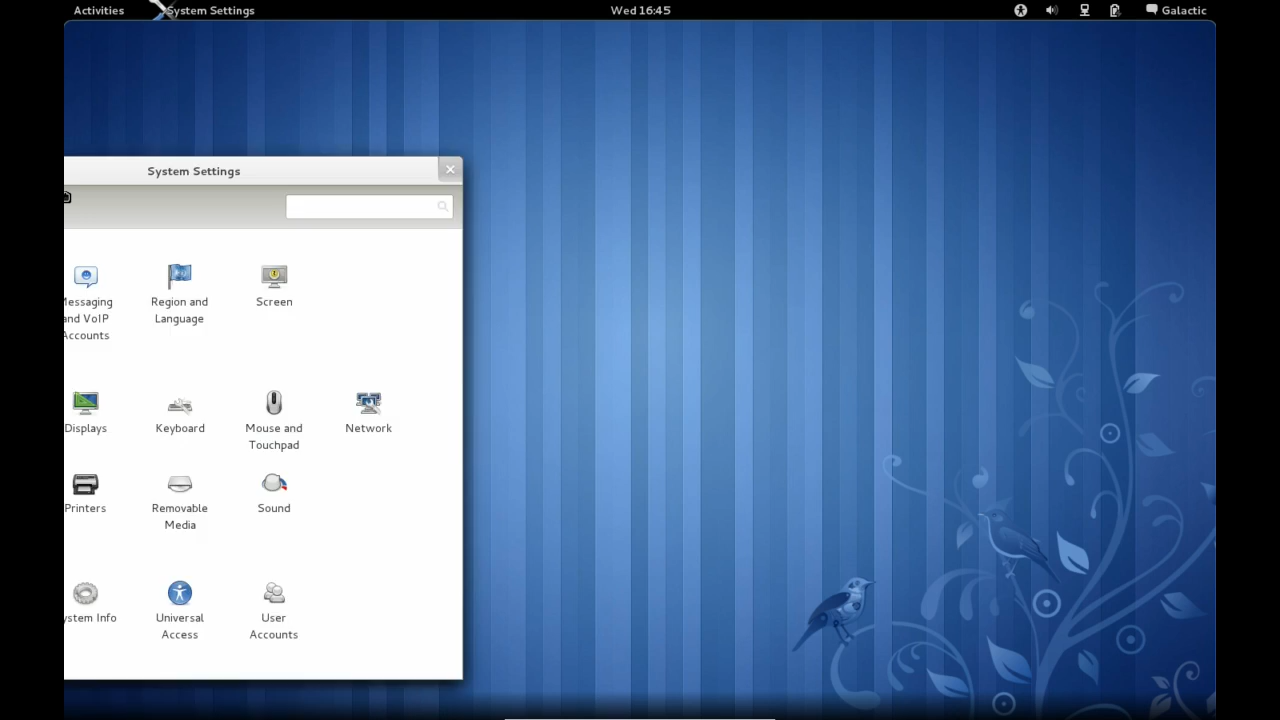 Activities System Settings Wed 16:45 Galactic
System Settings
Messaging and VoIP Accounts
Region and Language
Screen
Displays
Keyboard
Mouse and Touchpad
Network
Printers
Removable Media
Sound
ystem Info
Universal Access
User Accounts